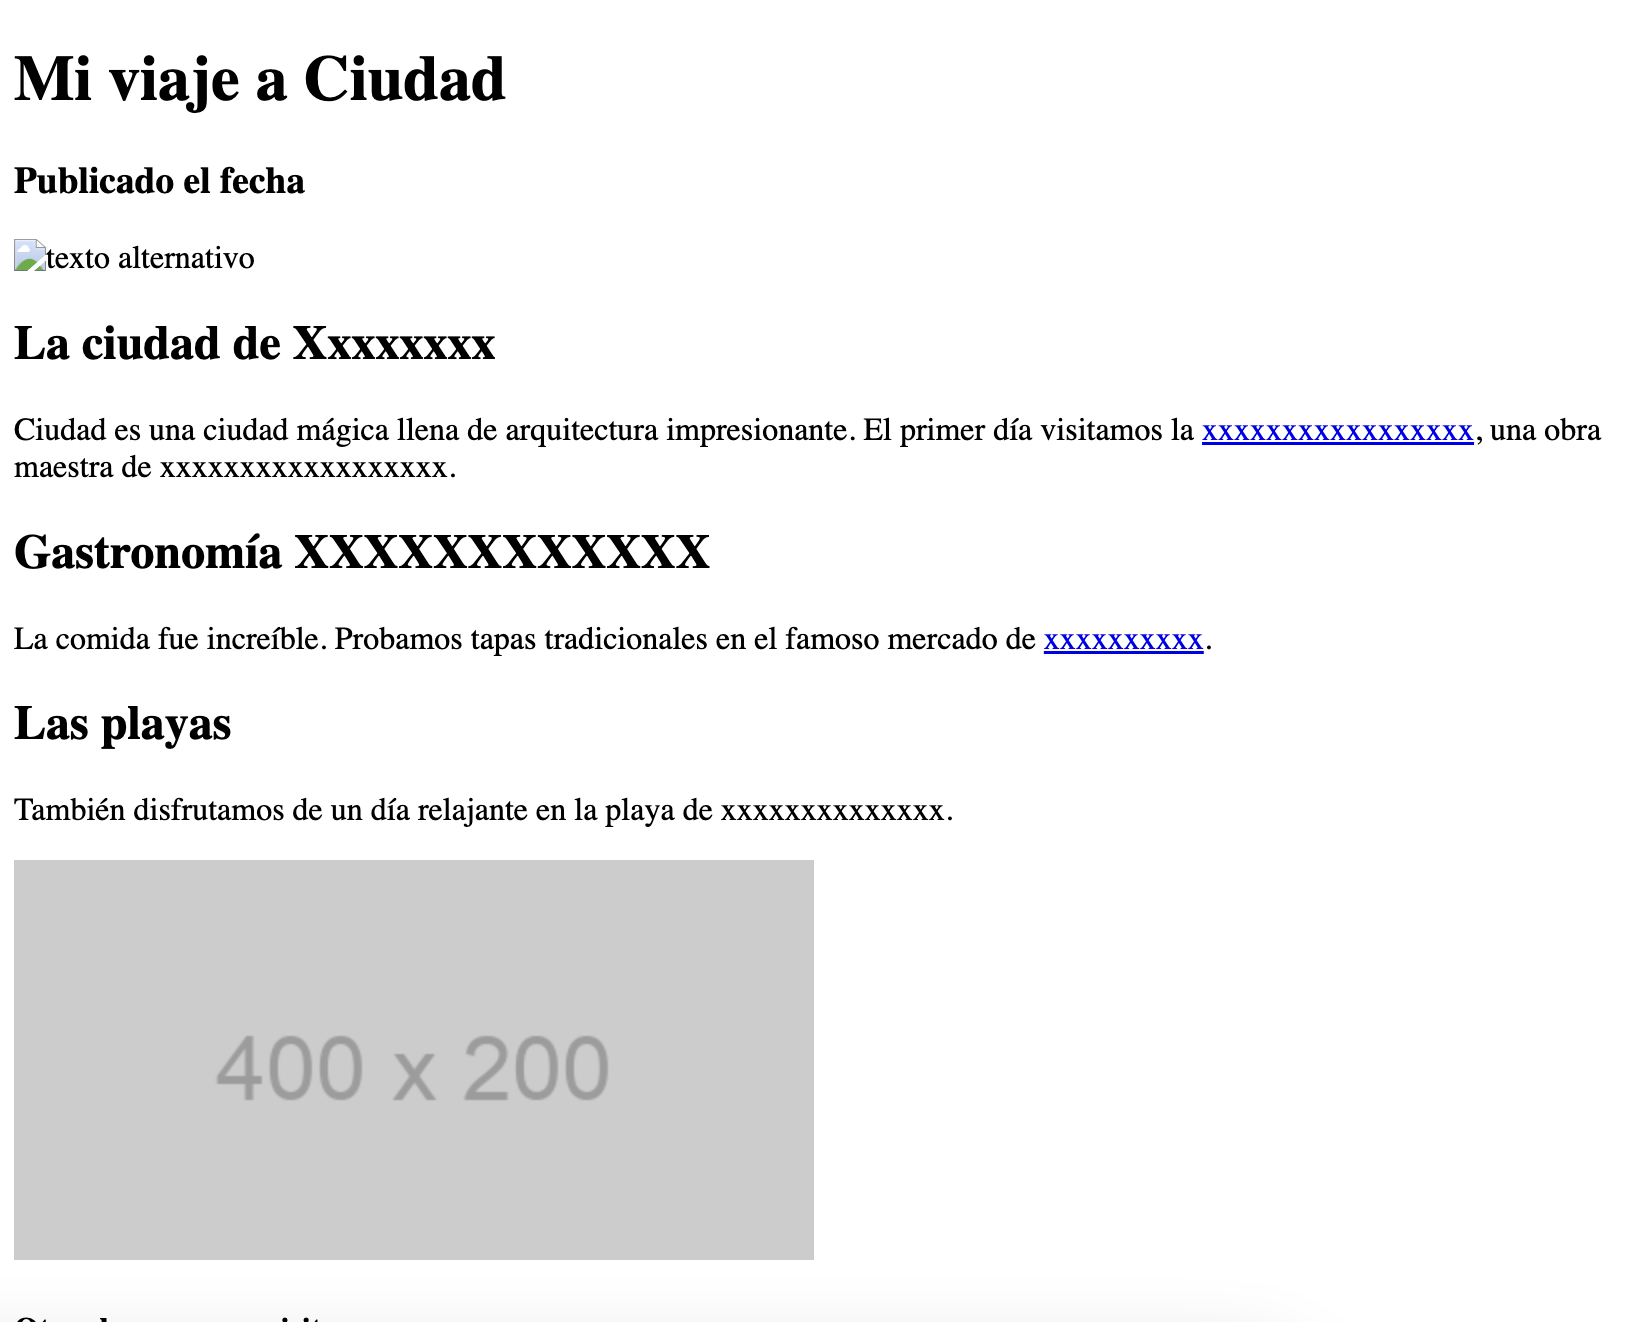 Mi viaje a Ciudad
Publicado el fecha
texto alternativo
La ciudad de Xxxxxxxx
Ciudad es una ciudad mágica llena de arquitectura impresionante. El primer día visitamos la xxxxxxxxxxxxxxxxx, una obra
maestra de xxxxxxxxxxxxxxxxxx.
Gastronomía XXXXXXXXXXXX
La comida fue increíble. Probamos tapas tradicionales en el famoso mercado de xxxxxxxxxx.
Las playas
También disfrutamos de un día relajante en la playa de xxxxxxxxxxxxxx.
400 x 200